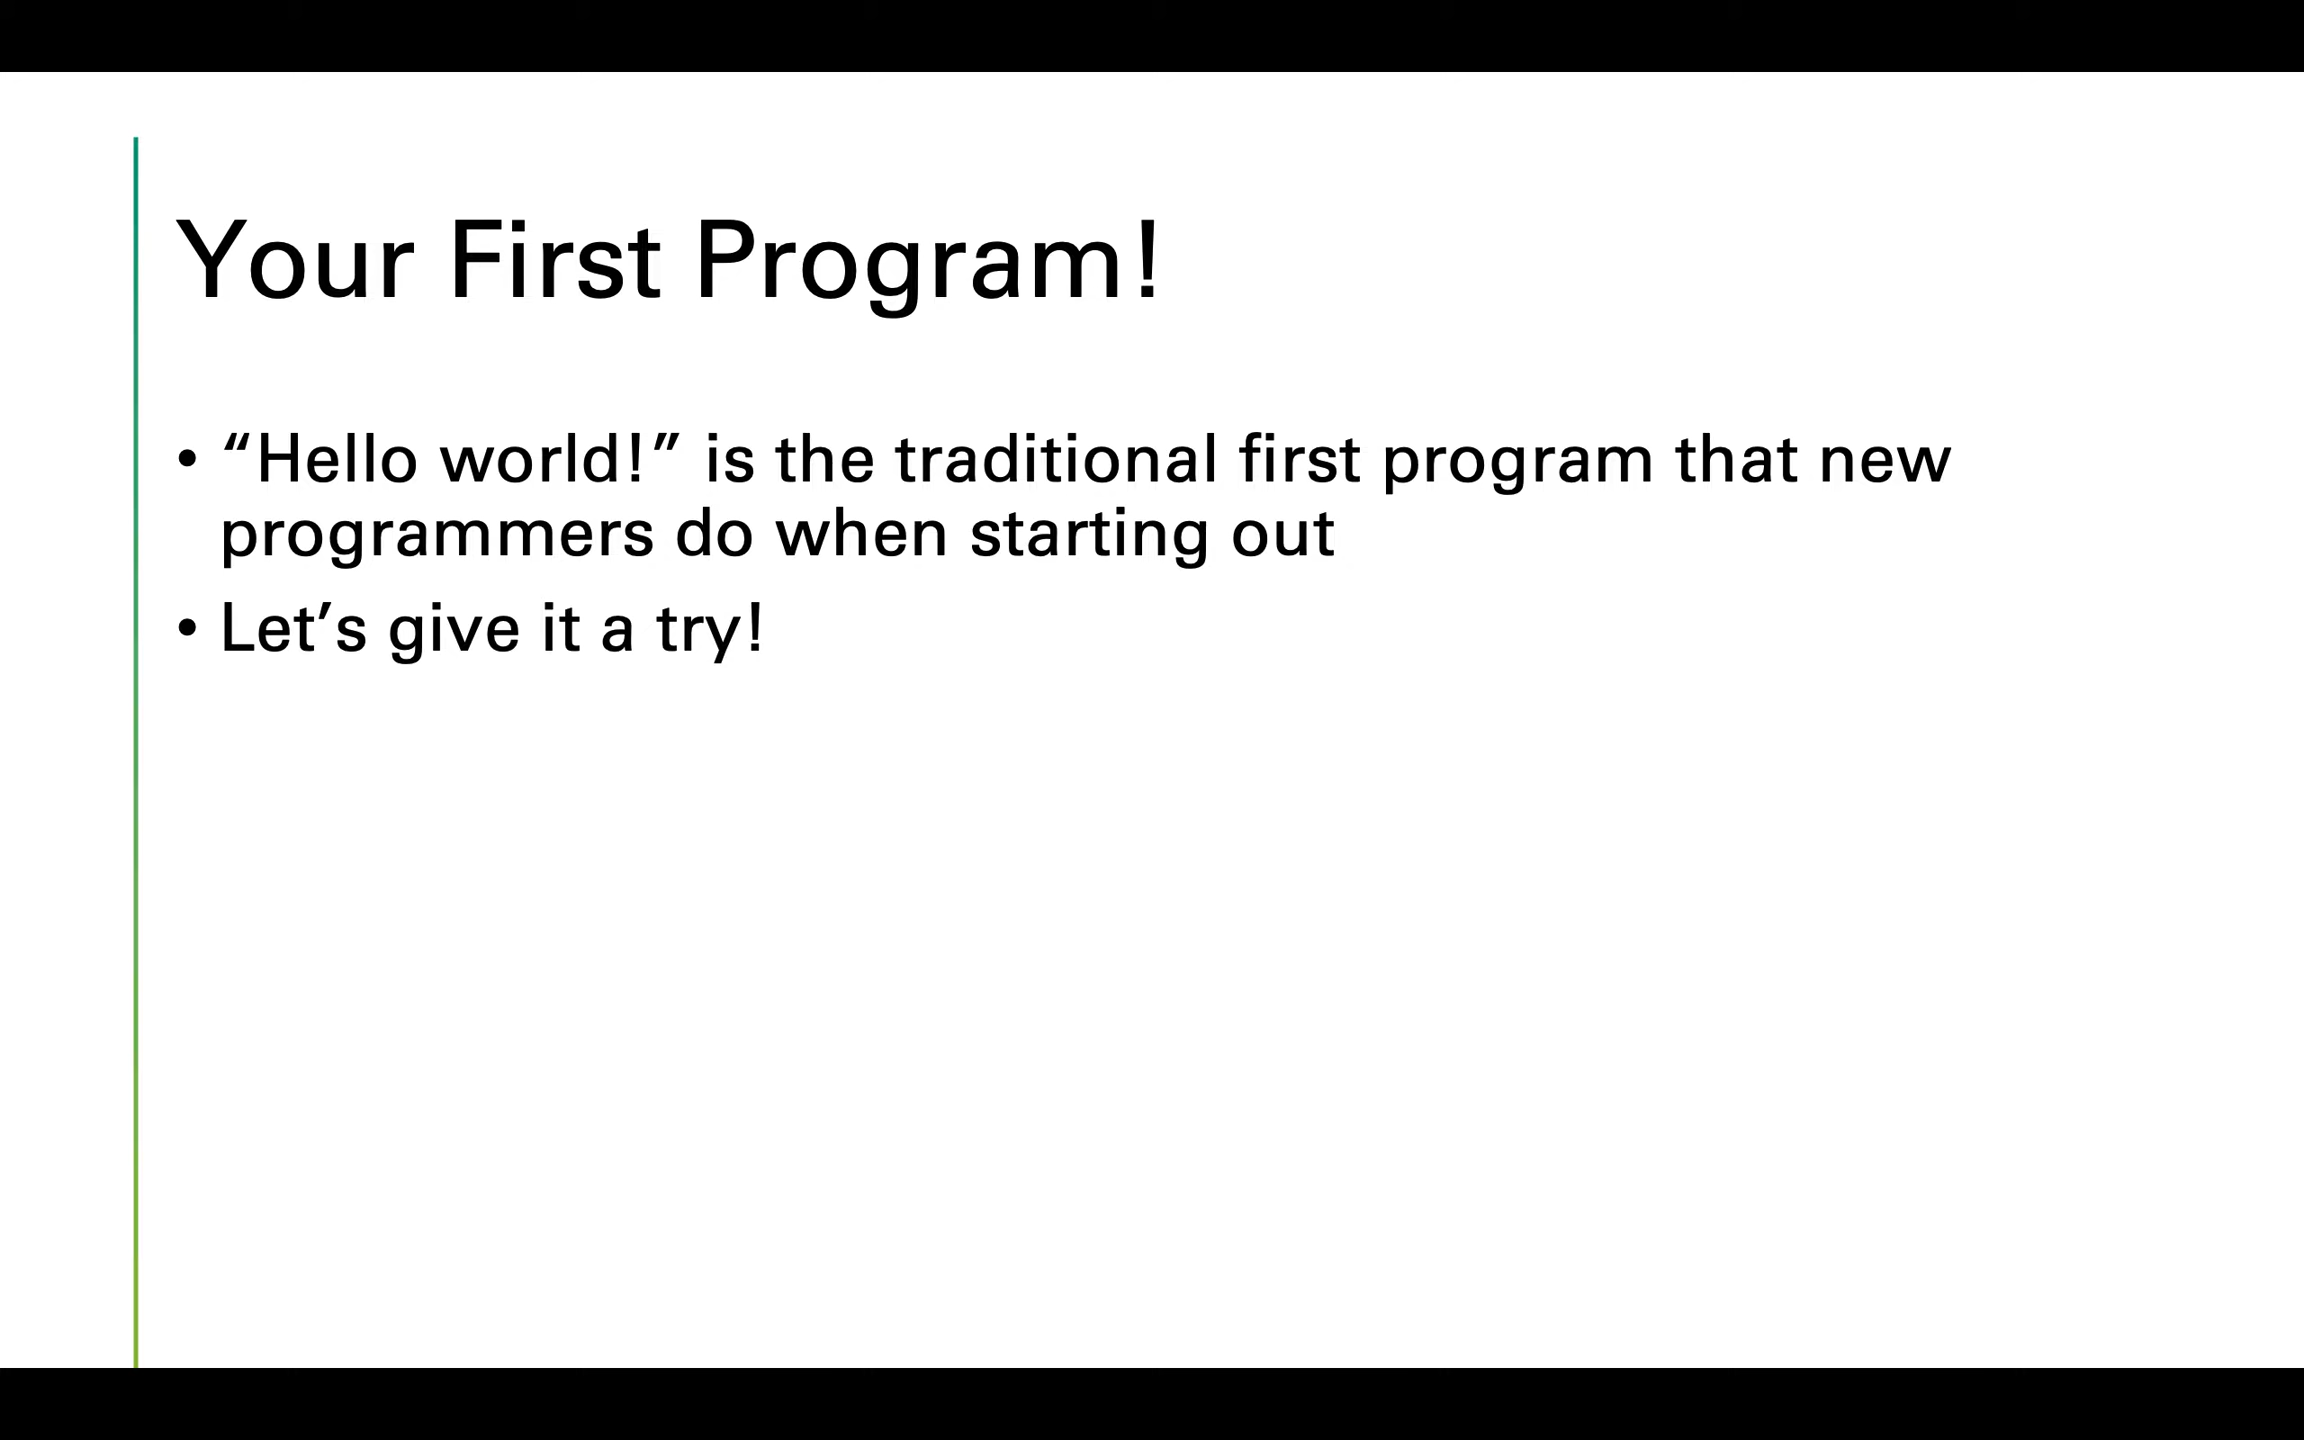 Your First Program!
• “Hello world!” is the traditional first program that new
programmers do when starting out
• Let’s give it a try!